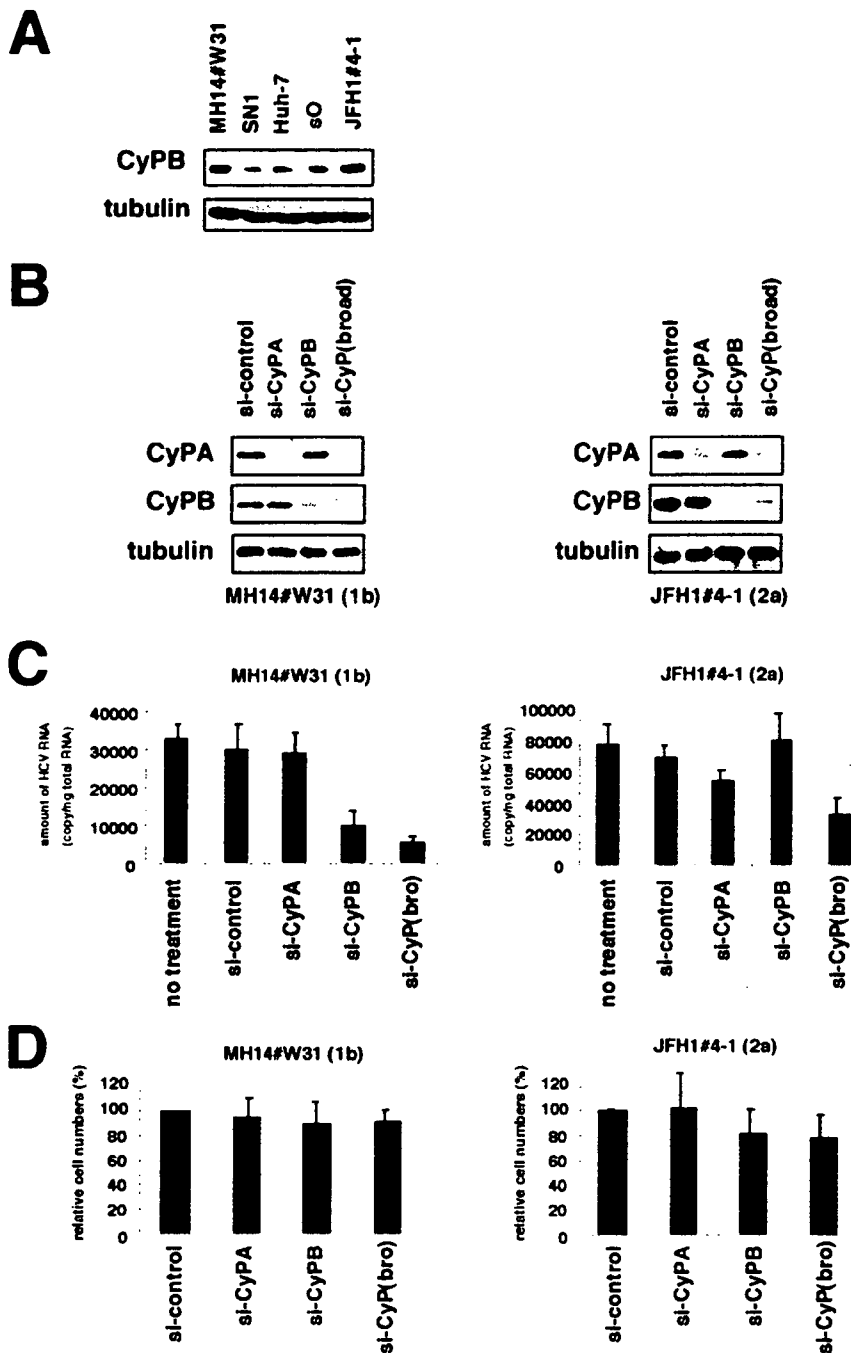 A
MH14#W31
SN1
Huh-7
sO
JFH1#4-1
CyPB
tubulin
B
si-control
si-CyPA
si-CyPB
si-CyP(broad)
CyPA
CyPB
tubulin
MH14#W31 (1b)
si-control
si-CyPA
si-CyPB
si-CyP(broad)
CyPA
CyPB
tubulin
JFH1#4-1 (2a)
C
MH14#W31 (1b)
amount of HCV RNA
(copy/ng total RNA)
40000
30000
20000
10000
0
no treatment
si-control
si-CyPA
si-CyPB
si-CyP(bro)
JFH1#4-1 (2a)
amount of HCV RNA
(copy/ng total RNA)
100000
80000
60000
40000
20000
0
no treatment
si-control
si-CyPA
si-CyPB
si-CyP(bro)
D
MH14#W31 (1b)
relative cell numbers (%)
120
100
80
60
40
20
0
si-control
si-CyPA
si-CyPB
si-CyP(bro)
JFH1#4-1 (2a)
relative cell numbers (%)
120
100
80
60
40
20
0
si-control
si-CyPA
si-CyPB
si-CyP(bro)